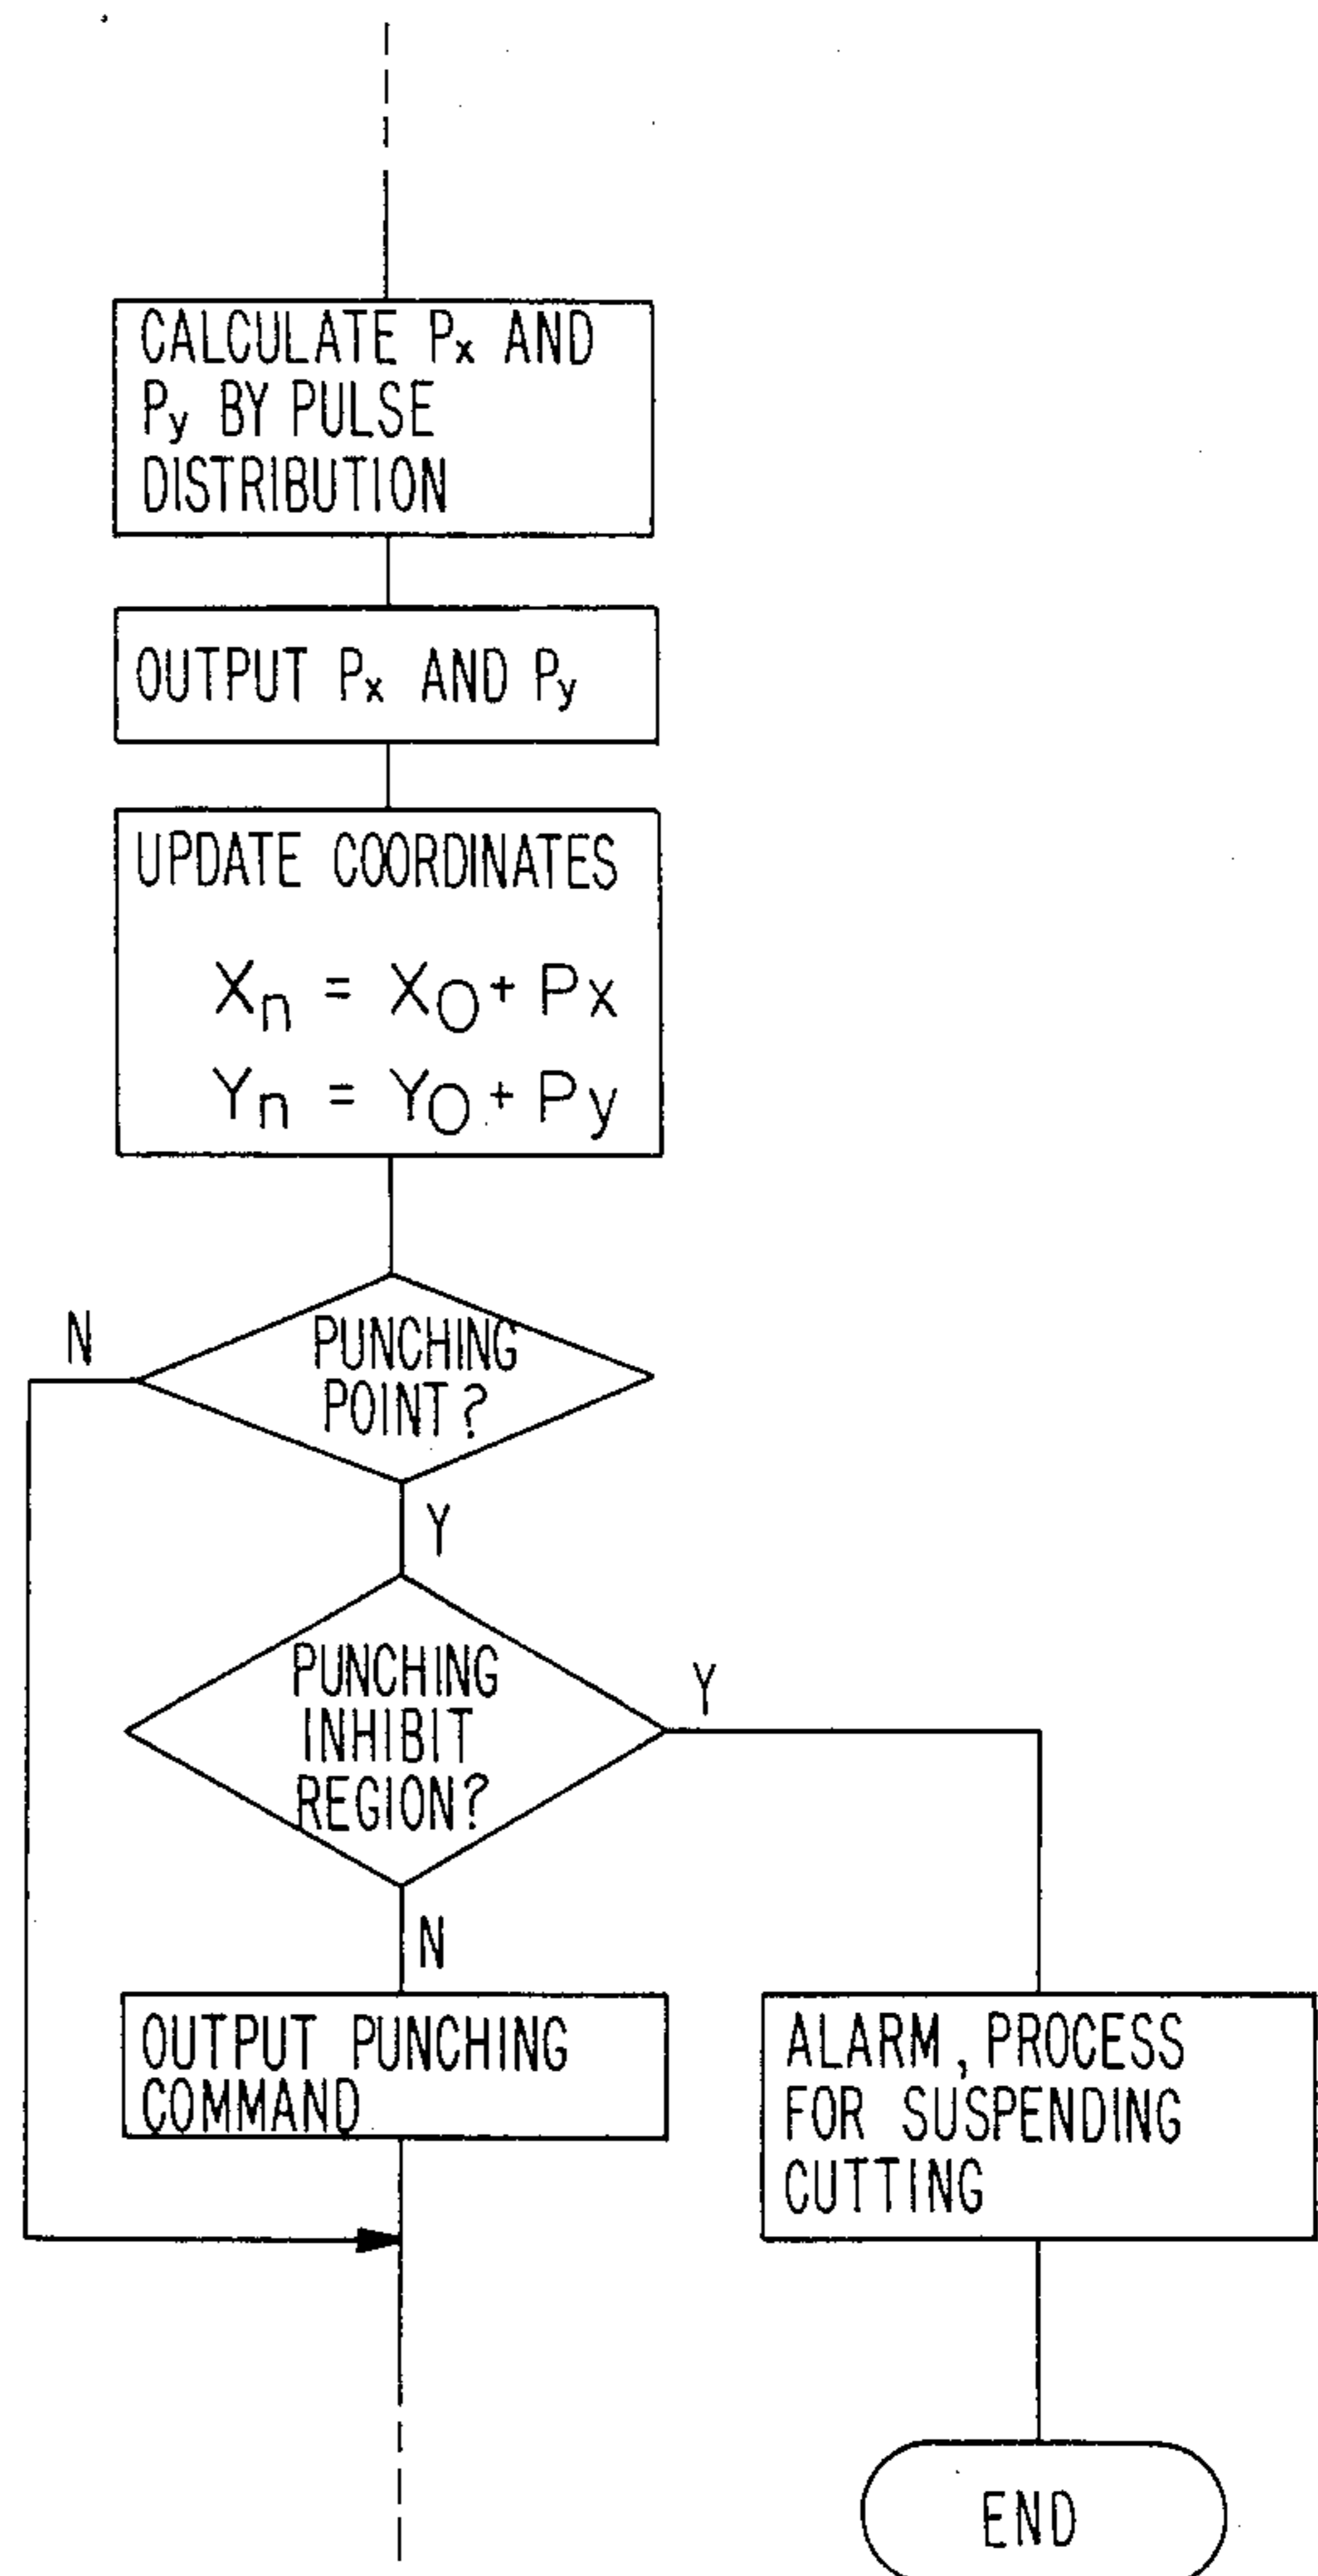 CALCULATE Px AND
Py BY PULSE
DISTRIBUTION
OUTPUT Px AND Py
UPDATE COORDINATES
Xn = XO + Px
Yn = YO + Py
N
PUNCHING
POINT?
Y
PUNCHING
INHIBIT
REGION?
Y
N
OUTPUT PUNCHING
COMMAND
ALARM, PROCESS
FOR SUSPENDING
CUTTING
END